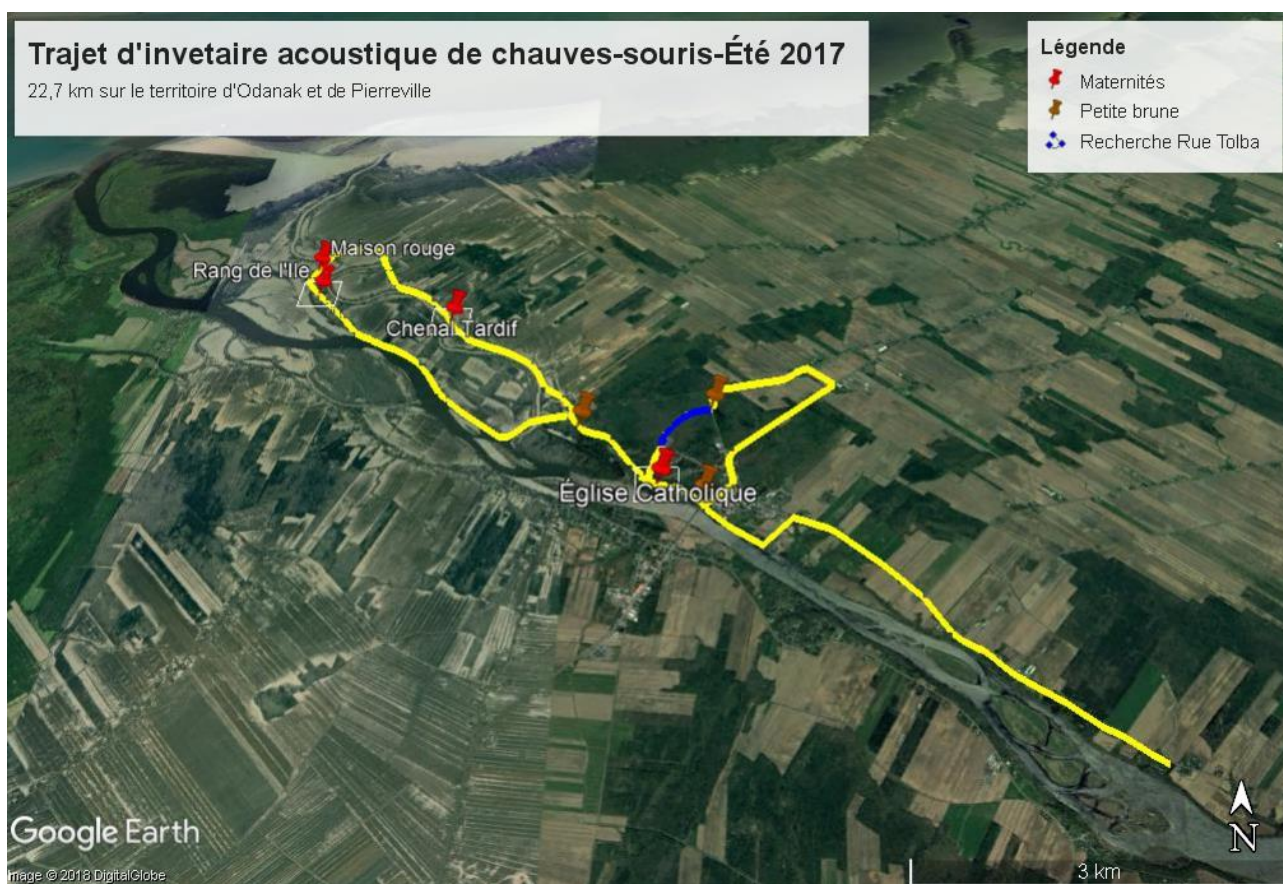 Trajet d'invetaire acoustique de chauves-souris-Été 2017
22,7 km sur le territoire d'Odanak et de Pierreville
Légende
Maternités
Petite brune
Recherche Rue Tolba
Maison rouge
Rang de l'Ile
Chenal Tardif
Église Catholique
Google Earth
N
mage © 2018 DigitalGlobe
3 km